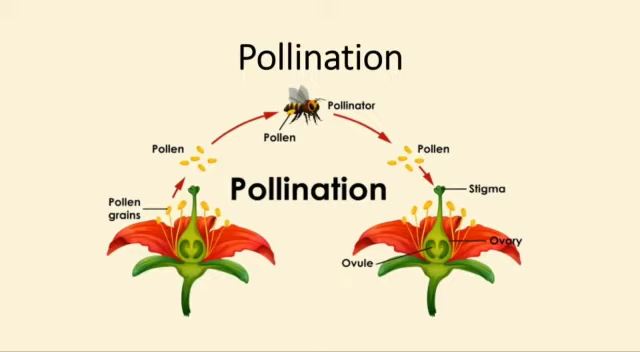 Pollination
Pollinator
Pollen
Pollen
Pollen
Pollination
Stigma
Pollen
grains
Ovary
Ovule